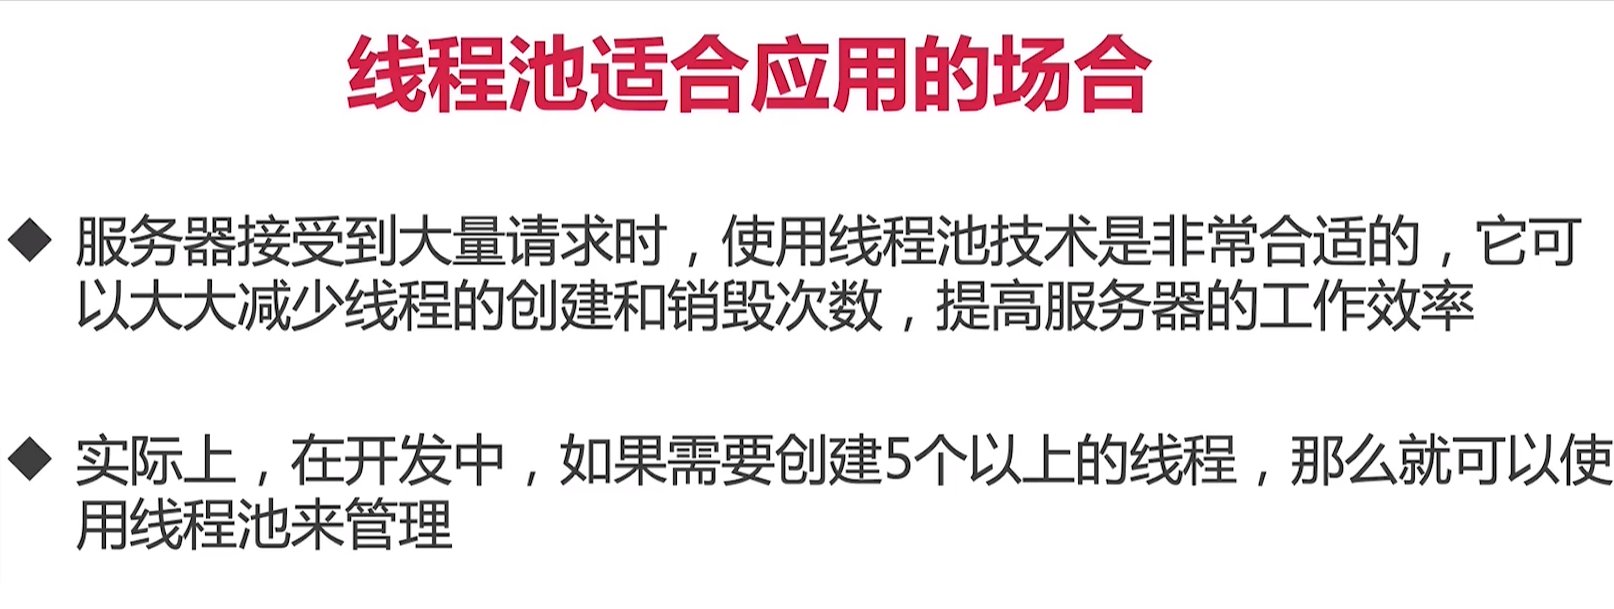 线程池适合应用的场合
◆ 服务器接受到大量请求时，使用线程池技术是非常合适的，它可
以大大减少线程的创建和销毁次数，提高服务器的工作效率
◆ 实际上，在开发中，如果需要创建5个以上的线程，那么就可以使
用线程池来管理